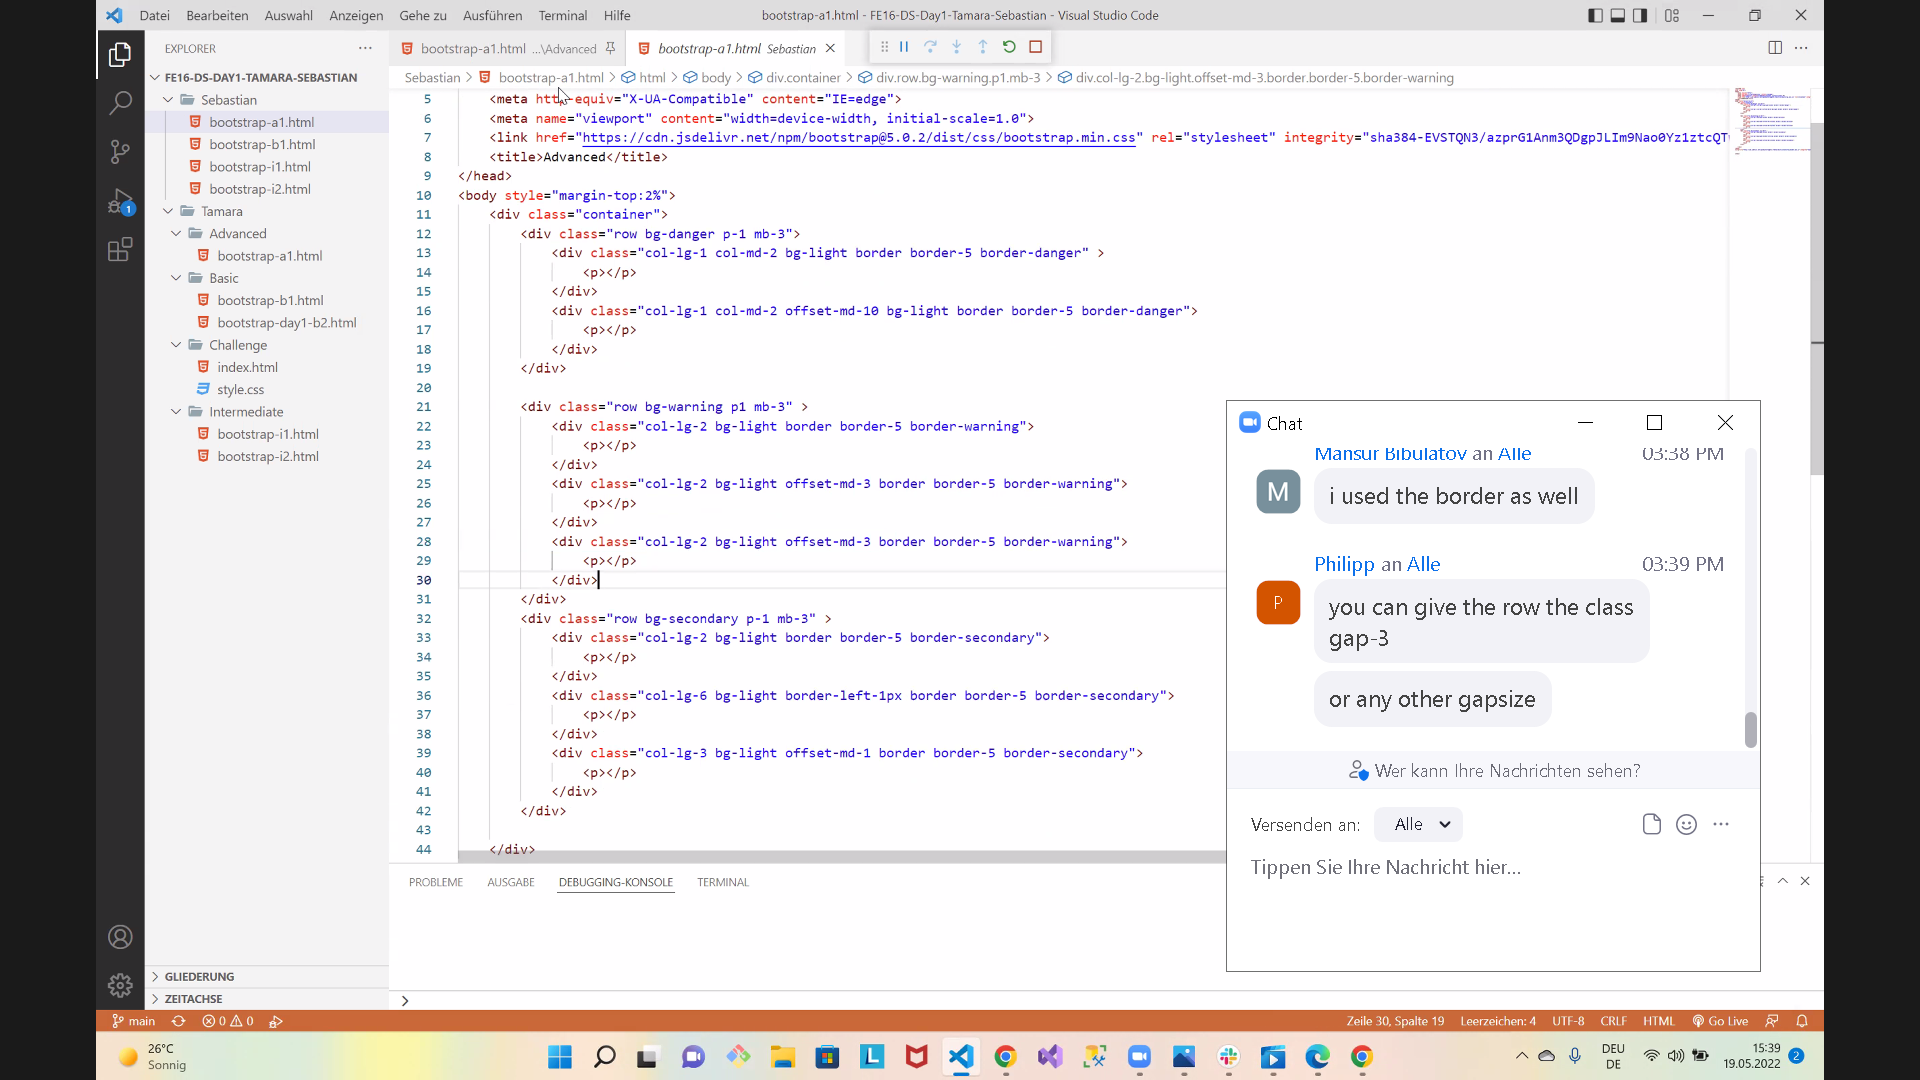 Datei Bearbeiten Auswahl Anzeigen Gehe zu Ausführen Terminal Hilfe
bootstrap-a1.html - FE16-DS-Day1-Tamara-Sebastian - Visual Studio Code
EXPLORER
bootstrap-a1.html ...\Advanced
bootstrap-a1.html Sebastian
FE16-DS-DAY1-TAMARA-SEBASTIAN
Sebastian
bootstrap-a1.html
bootstrap-b1.html
bootstrap-i1.html
bootstrap-i2.html
Tamara
Advanced
bootstrap-a1.html
Basic
bootstrap-b1.html
bootstrap-day1-b2.html
Challenge
index.html
style.css
Intermediate
bootstrap-i1.html
bootstrap-i2.html
GLIEDERUNG
ZEITACHSE
1
Sebastian > bootstrap-a1.html > html > body > div.container > div.row.bg-warning.p1.mb-3 > div.col-lg-2.bg-light.offset-md-3.border.border-5.border-warning
5 <meta http-equiv="X-UA-Compatible" content="IE=edge">
6 <meta name="viewport" content="width=device-width, initial-scale=1.0">
7 <link href="https://cdn.jsdelivr.net/npm/bootstrap@5.0.2/dist/css/bootstrap.min.css" rel="stylesheet" integrity="sha384-EVSTQN3/azprG1Anm3QDgpJLIm9Nao0Yz1ztcQT
8 <title>Advanced</title>
9 </head>
10 <body style="margin-top:2%">
11 <div class="container">
12 <div class="row bg-danger p-1 mb-3">
13 <div class="col-lg-1 col-md-2 bg-light border border-5 border-danger" >
14 <p></p>
15 </div>
16 <div class="col-lg-1 col-md-2 offset-md-10 bg-light border border-5 border-danger">
17 <p></p>
18 </div>
19 </div>
20
21 <div class="row bg-warning p1 mb-3" >
22 <div class="col-lg-2 bg-light border border-5 border-warning">
23 <p></p>
24 </div>
25 <div class="col-lg-2 bg-light offset-md-3 border border-5 border-warning">
26 <p></p>
27 </div>
28 <div class="col-lg-2 bg-light offset-md-3 border border-5 border-warning">
29 <p></p>
30 </div>
31 </div>
32 <div class="row bg-secondary p-1 mb-3" >
33 <div class="col-lg-2 bg-light border border-5 border-secondary">
34 <p></p>
35 </div>
36 <div class="col-lg-6 bg-light border-left-1px border border-5 border-secondary">
37 <p></p>
38 </div>
39 <div class="col-lg-3 bg-light offset-md-1 border border-5 border-secondary">
40 <p></p>
41 </div>
42 </div>
43
44 </div>
PROBLEME AUSGABE DEBUGGING-KONSOLE TERMINAL
Chat
Mansur Bibulatov an Alle 03:38 PM
M
i used the border as well
Philipp an Alle 03:39 PM
P
you can give the row the class
gap-3
or any other gapsize
Wer kann Ihre Nachrichten sehen?
Versenden an: Alle
Tippen Sie Ihre Nachricht hier...
main 0 0
Zeile 30, Spalte 19 Leerzeichen: 4 UTF-8 CRLF HTML Go Live
26°C
Sonnig
L
DEU
DE
15:39
19.05.2022
2